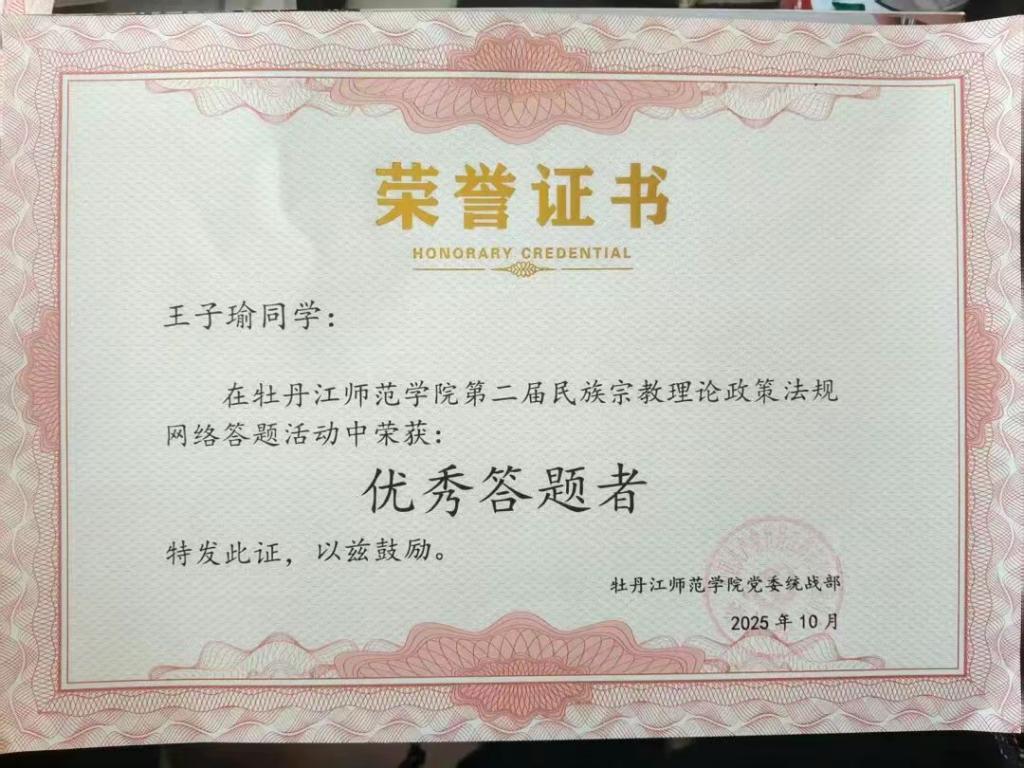 荣誉证书
HONORARY CREDENTIAL
王子瑜同学:
在牡丹江师范学院第二届民族宗教理论政策法规
网络答题活动中荣获:
优秀答题者
特发此证，以兹鼓励。
牡丹江师范学院党委统战部
2025 年 10 月